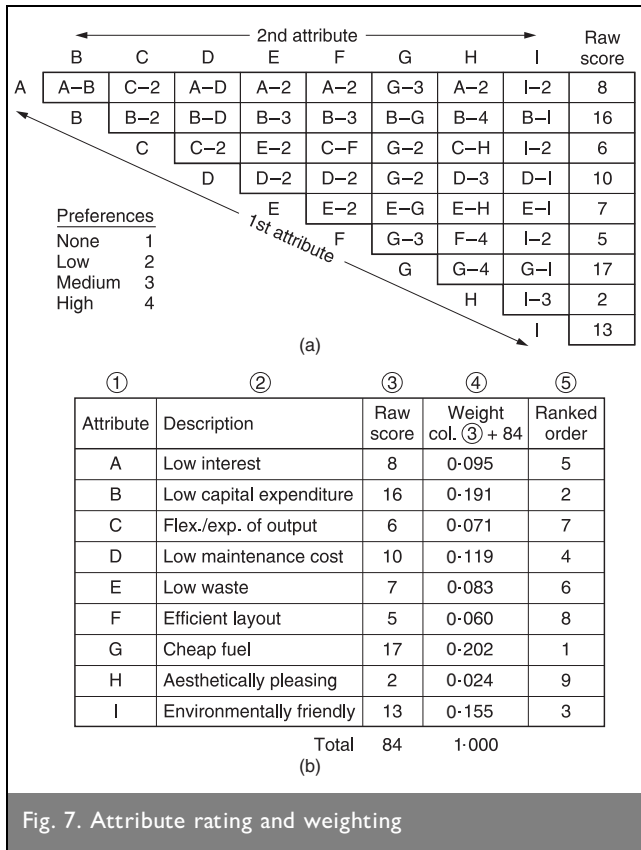 2nd attribute
B C D E F G H I Raw score
A A–B C–2 A–D A–2 A–2 G–3 A–2 I–2 8
B B–2 B–D B–3 B–3 B–G B–4 B–I 16
C C–2 E–2 C–F G–2 C–H I–2 6
D D–2 D–2 G–2 D–3 D–I 10
E E–2 E–G E–H E–I 7
F G–3 F–4 I–2 5
G G–4 G–I 17
H I–3 2
I 13
1st attribute
Preferences
None 1
Low 2
Medium 3
High 4
(a)
① ② ③ ④ ⑤
Attribute Description Raw score Weight col. ③ + 84 Ranked order
A Low interest 8 0·095 5
B Low capital expenditure 16 0·191 2
C Flex./exp. of output 6 0·071 7
D Low maintenance cost 10 0·119 4
E Low waste 7 0·083 6
F Efficient layout 5 0·060 8
G Cheap fuel 17 0·202 1
H Aesthetically pleasing 2 0·024 9
I Environmentally friendly 13 0·155 3
Total 84 1·000
(b)
Fig. 7. Attribute rating and weighting